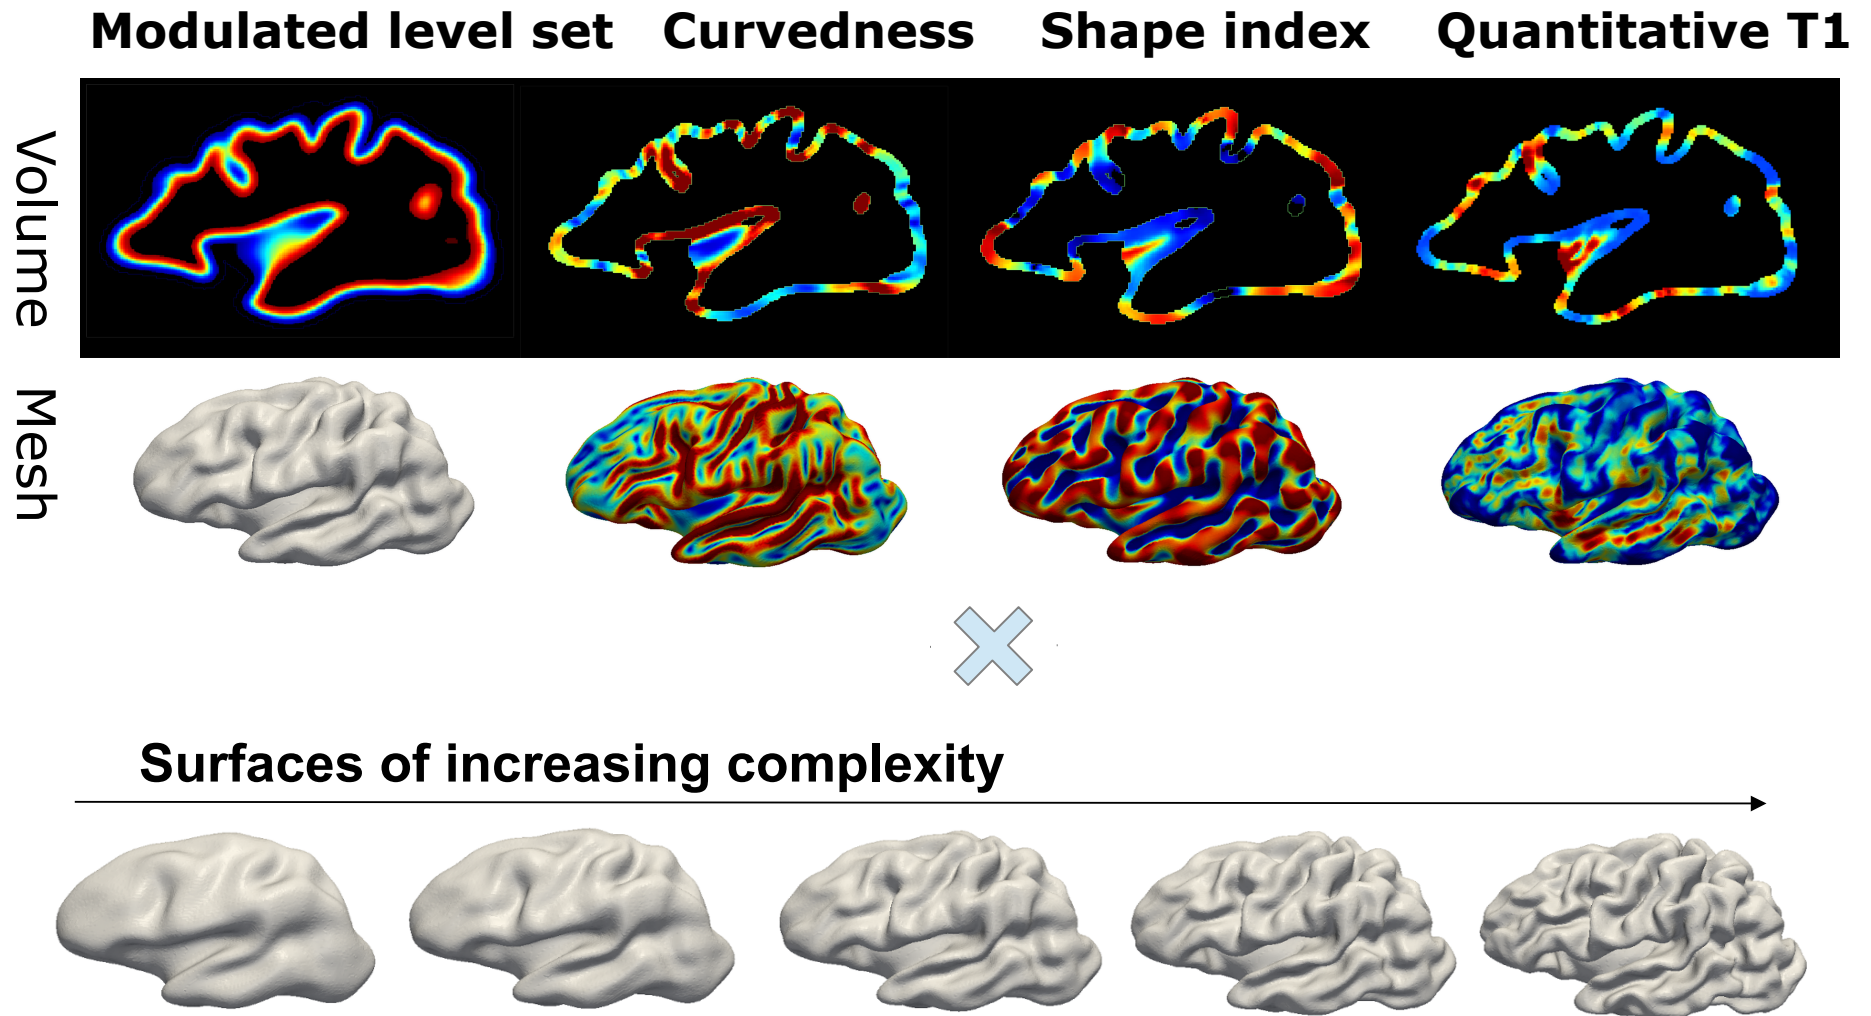 Modulated level set Curvedness Shape index Quantitative T1
Volume
Mesh
Surfaces of increasing complexity